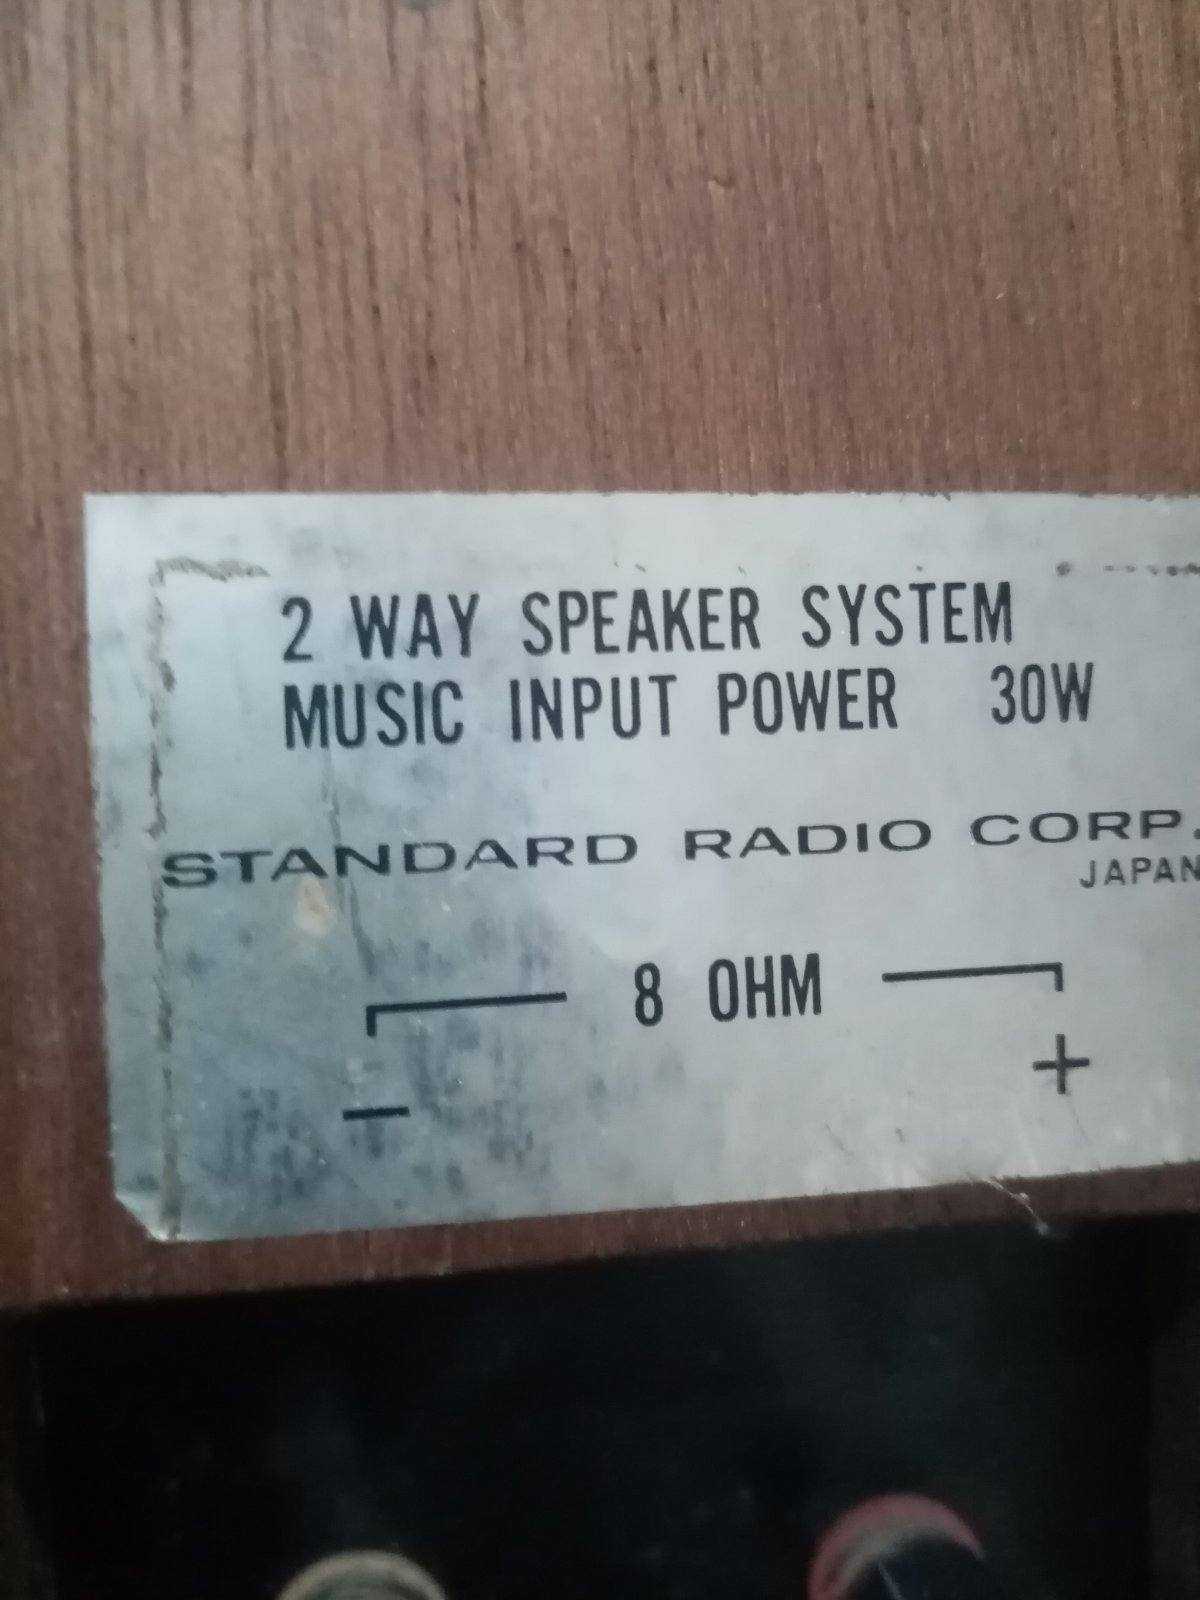 2 WAY SPEAKER SYSTEM
MUSIC INPUT POWER 30W
STANDARD RADIO CORP.
JAPAN
8 OHM
- +